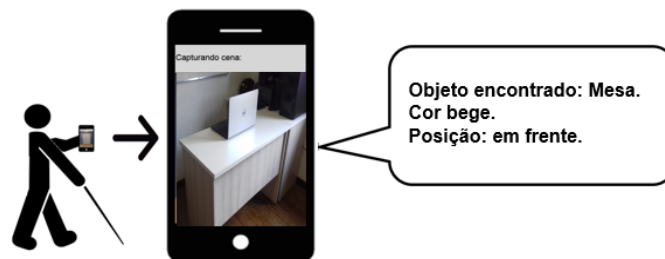 Capturando cena:
Objeto encontrado: Mesa.
Cor bege.
Posição: em frente.